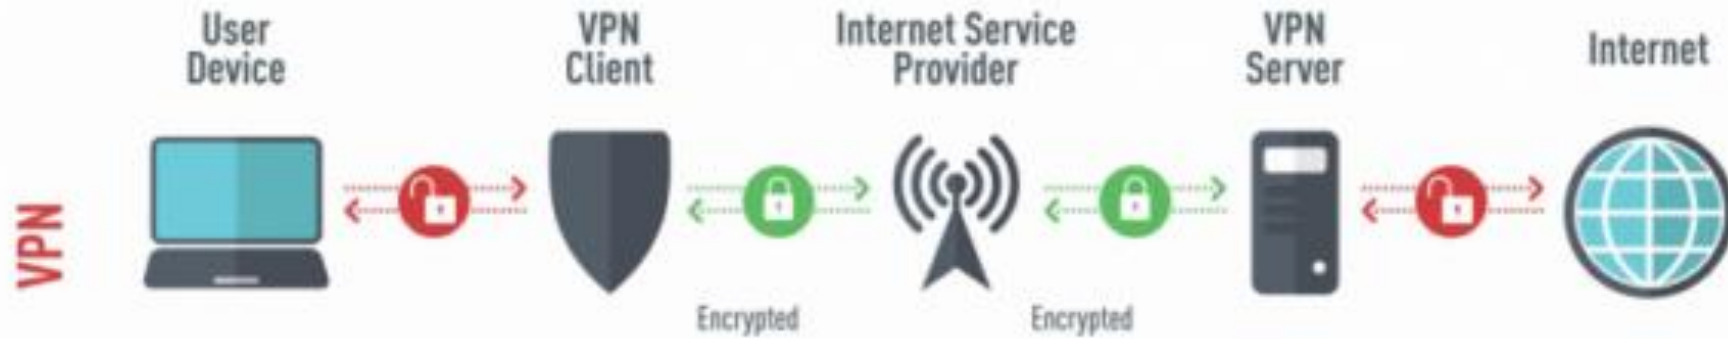 User
Device
VPN
Client
Internet Service
Provider
VPN
Server
Internet
VPN
Encrypted
Encrypted